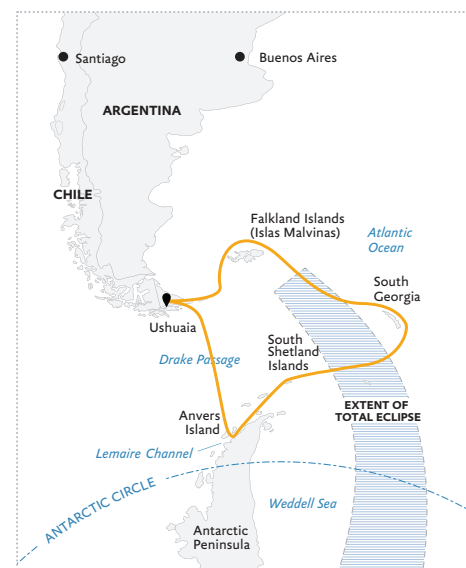 Santiago
Buenos Aires
ARGENTINA
CHILE
Falkland Islands
(Islas Malvinas)
Atlantic
Ocean
South
Georgia
Ushuaia
South
Shetland
Islands
Drake Passage
EXTENT OF
TOTAL ECLIPSE
Anvers
Island
Lemaire Channel
ANTARCTIC CIRCLE
Weddell Sea
Antarctic
Peninsula